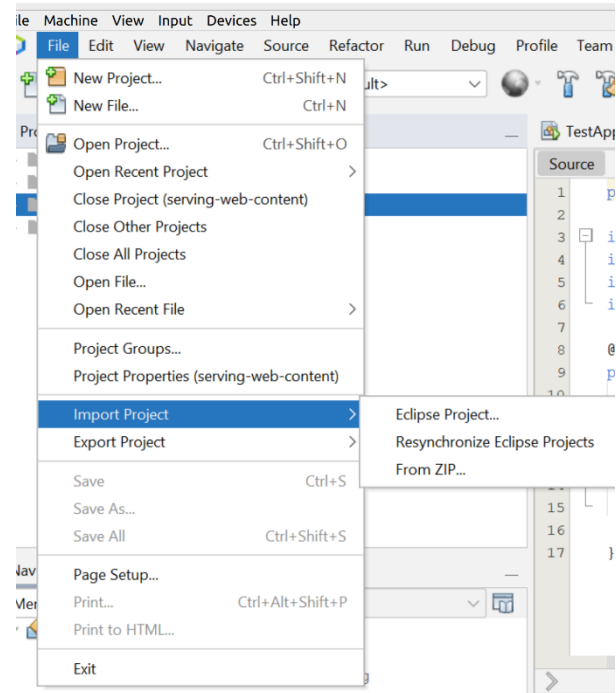 ile Machine View Input Devices Help
File Edit View Navigate Source Refactor Run Debug Profile Team
New Project... Ctrl+Shift+N
ult>
New File... Ctrl+N
Pro
Open Project... Ctrl+Shift+O
TestApp
Open Recent Project >
Source
Close Project (serving-web-content)
1 p
Close Other Projects
2
3 i
Close All Projects
4 i
Open File...
5 i
Open Recent File >
6 i
7
Project Groups...
8 @
Project Properties (serving-web-content)
9 p
10
Import Project >
Eclipse Project...
Export Project >
Resynchronize Eclipse Projects
From ZIP...
Save Ctrl+S
Save As...
15
Save All Ctrl+Shift+S
16
17 }
Nav
Page Setup...
Mer
Print... Ctrl+Alt+Shift+P
Print to HTML...
Exit